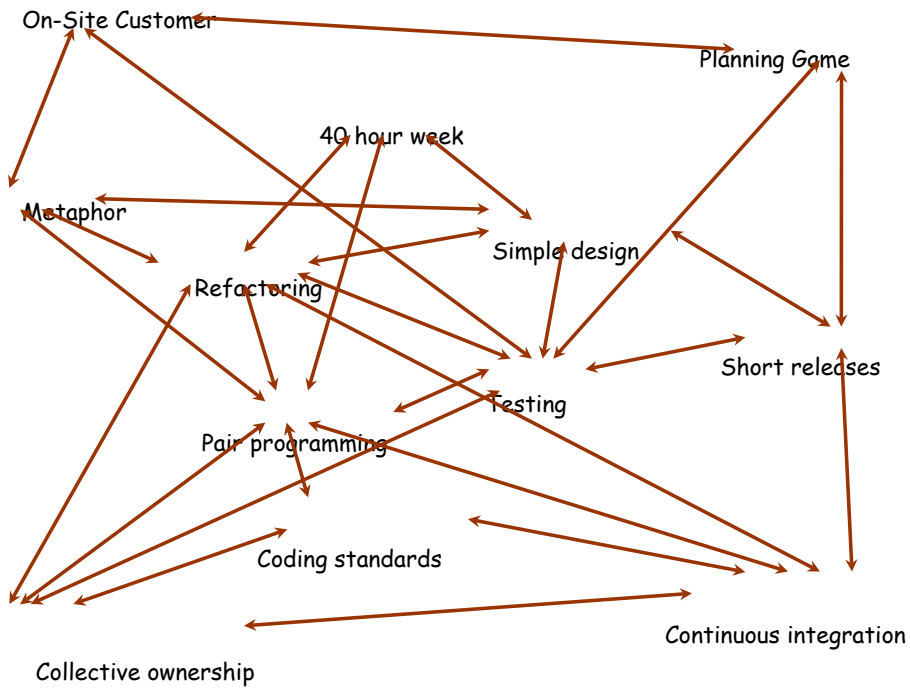 On-Site Customer
Planning Game
40 hour week
Metaphor
Simple design
Refactoring
Short releases
Testing
Pair programming
Coding standards
Continuous integration
Collective ownership